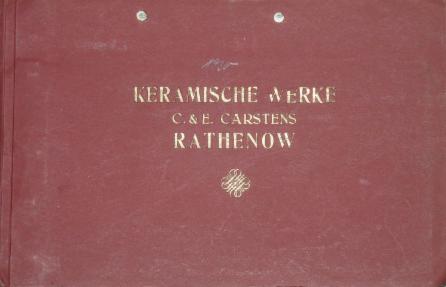 KERAMISCHE WERKE
C. & E. CARSTENS
RATHENOW